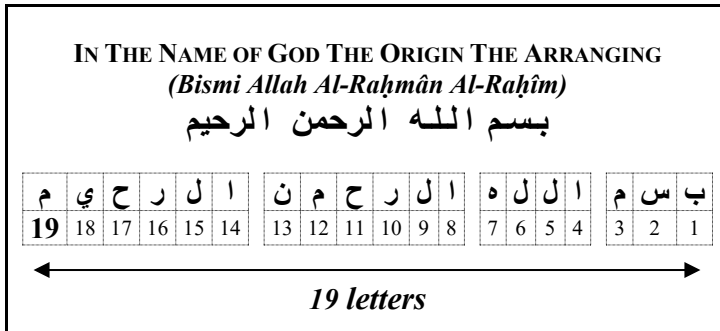 IN THE NAME OF GOD THE ORIGIN THE ARRANGING
(Bismi Allah Al-Raḥmân Al-Raḥîm)
بـسـم اللـه الرحمن الرحيم
ب س م ا ل ل ه ا ل ر ح م ن ا ل ر ح ي م
1 2 3 4 5 6 7 8 9 10 11 12 13 14 15 16 17 18 19
19 letters